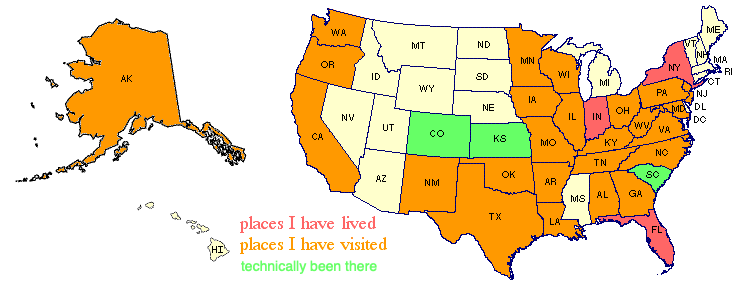 WA
MT
ND
MN
ME
VT
NH
OR
ID
SD
WI
MI
NY
MA
RI
CT
AK
WY
NE
IA
PA
NJ
NV
UT
CO
KS
IL
IN
OH
MD
DL
DC
CA
MO
KY
WV
VA
AZ
NM
OK
AR
TN
NC
SC
TX
LA
MS
AL
GA
FL
HI
places I have lived
places I have visited
technically been there